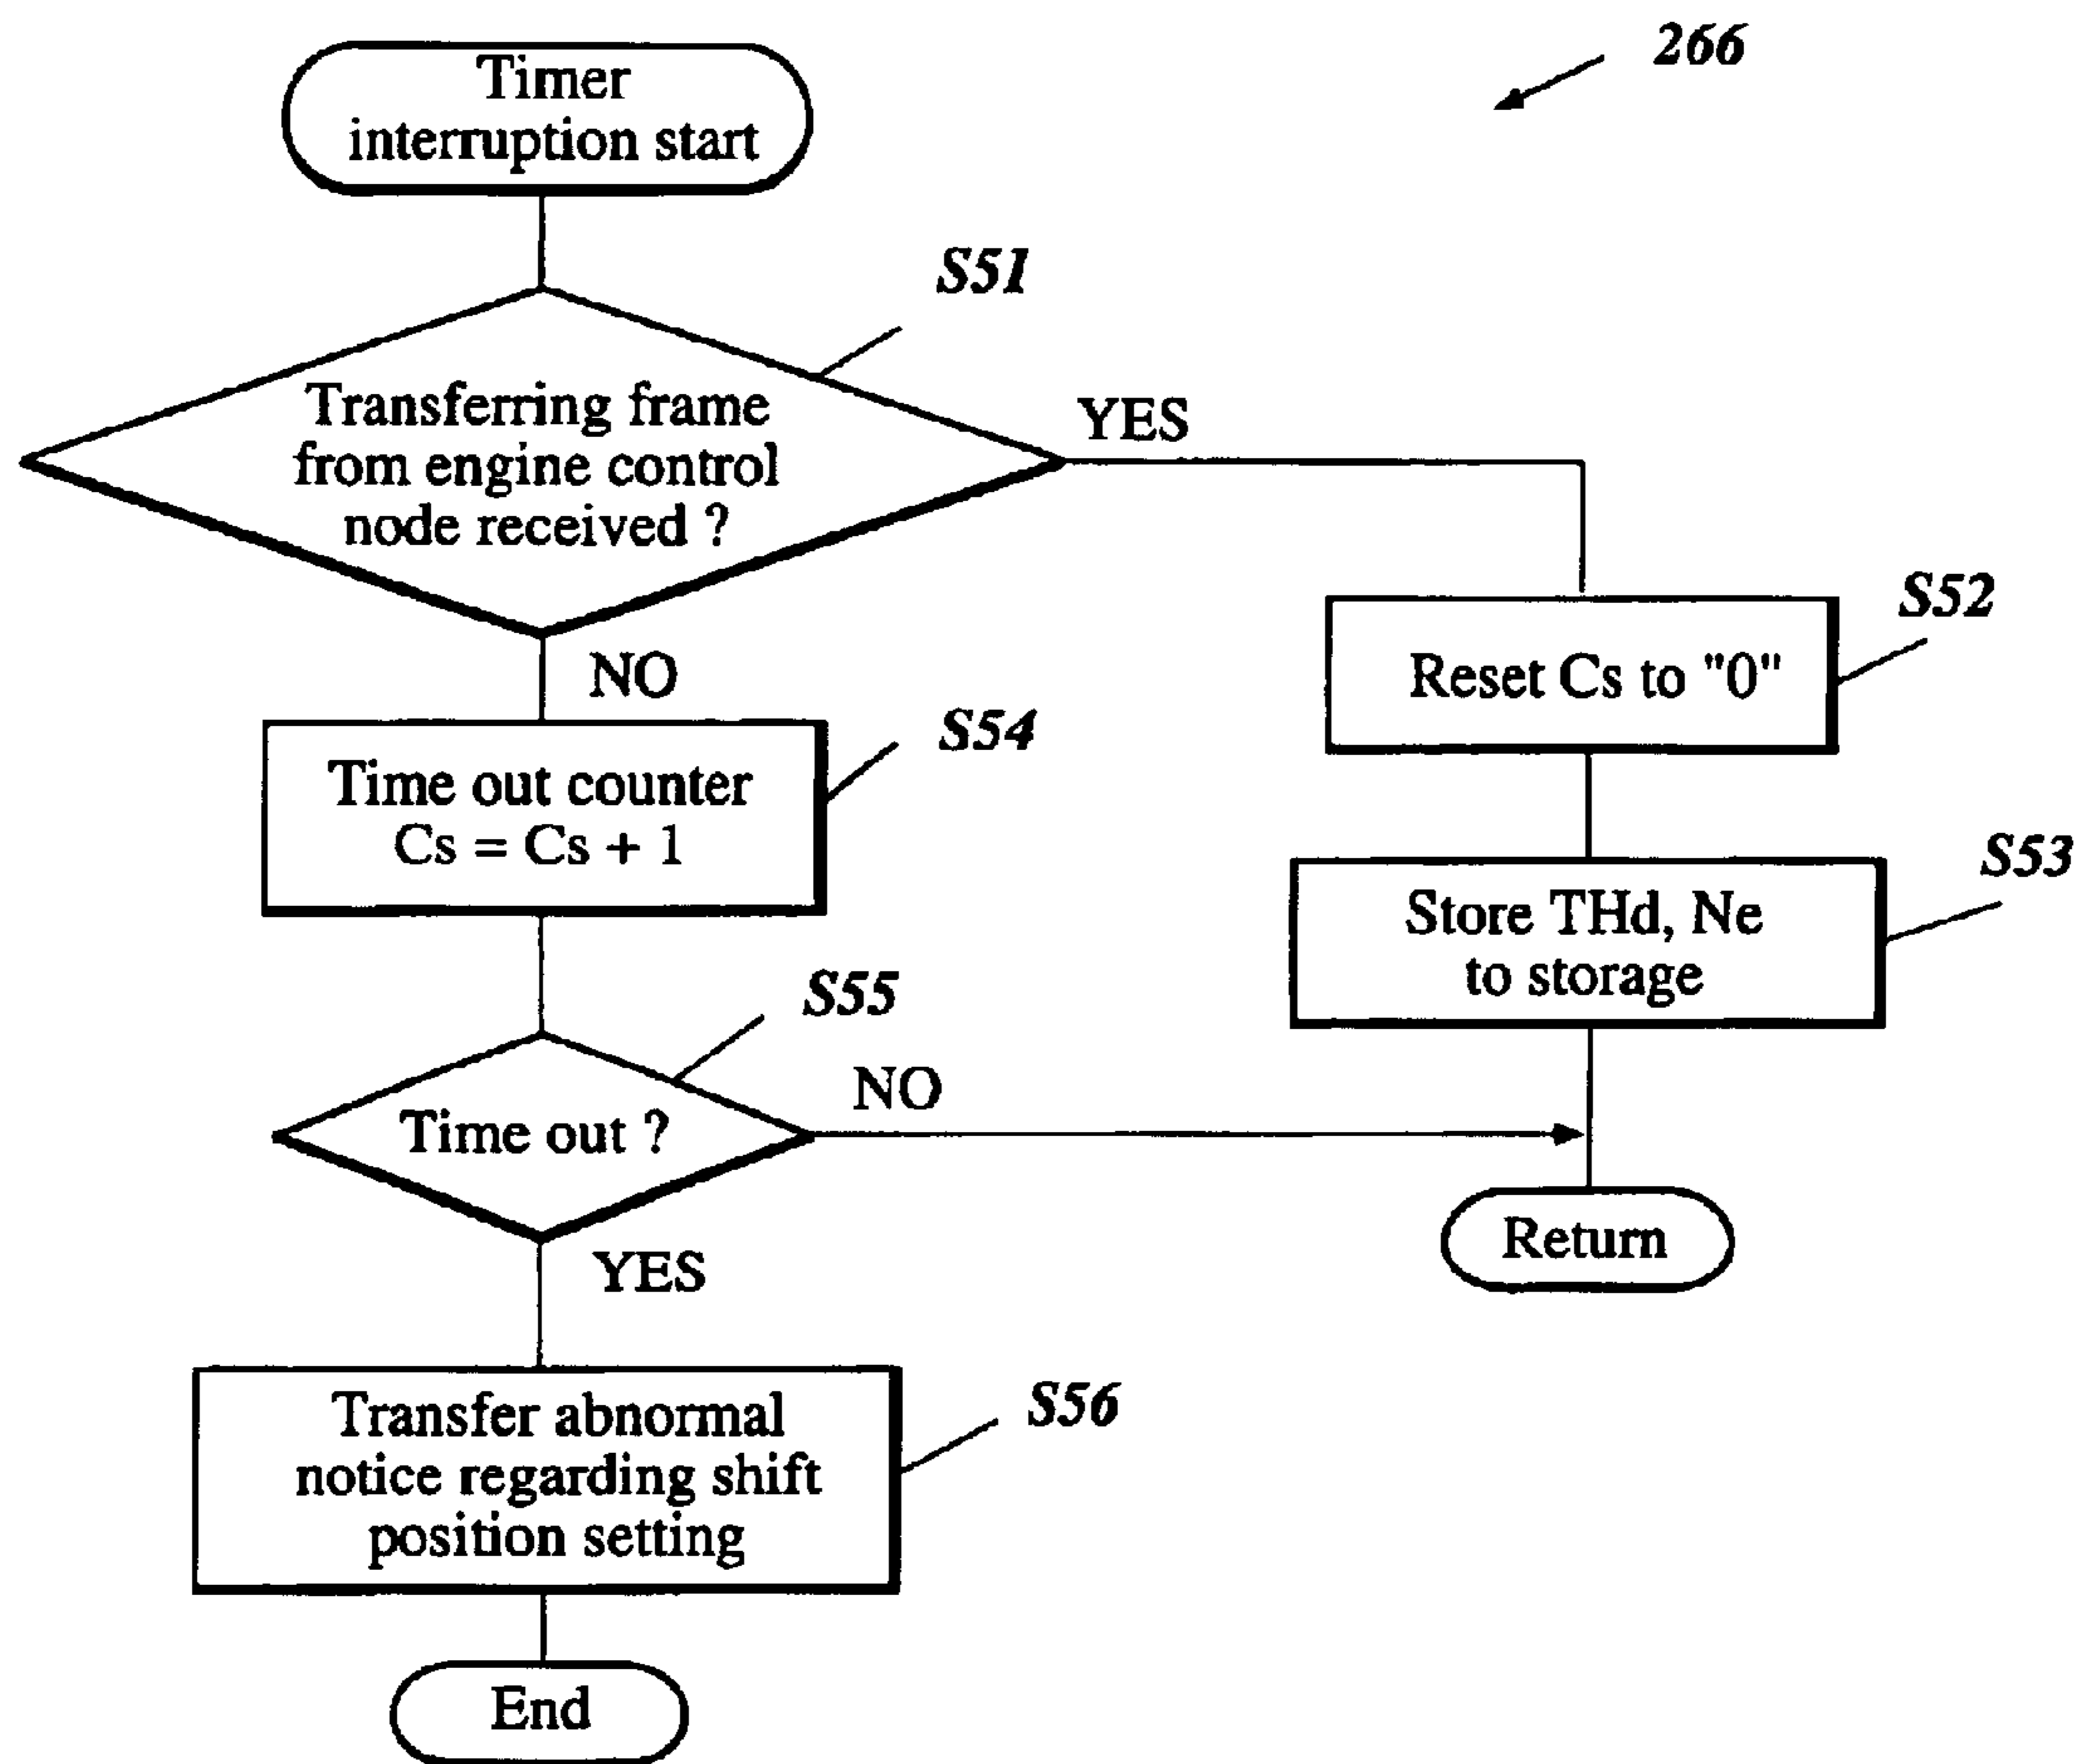 266
Timer
interruption start
S51
Transferring frame
from engine control
node received ?
YES
NO
S52
Reset Cs to "0"
S54
Time out counter
Cs = Cs + 1
S53
Store THd, Ne
to storage
S55
Time out ?
NO
YES
Return
S56
Transfer abnormal
notice regarding shift
position setting
End